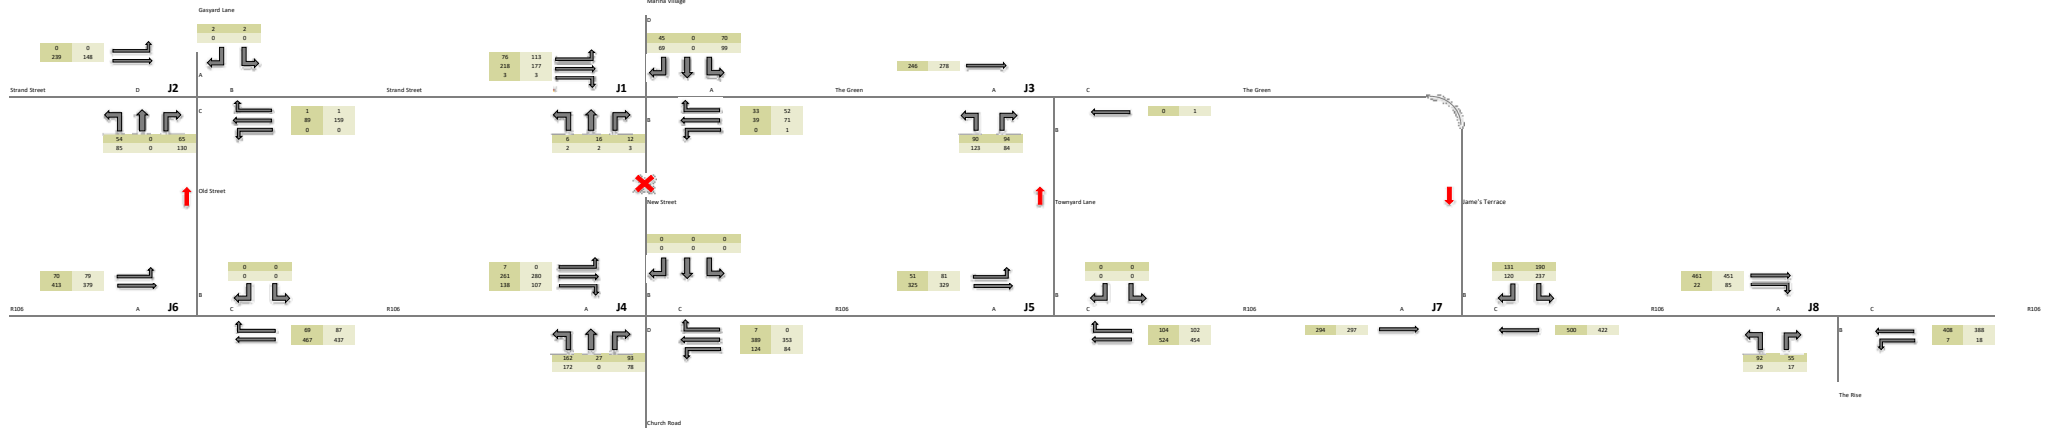 Marina Village
Gasyard Lane
D
2 2
0 0
45 0 70
69 0 99
0 0
239 148
76 113
218 177
3 3
246 278
A
Strand Street D B Strand Street A The Green A C The Green
J2 J1 J3
C
1 1
89 159
0 0
B
33 52
39 71
0 1
0 1
B
54 0 65
85 0 130
6 16 12
2 2 3
90 94
123 84
Old Street
New Street
Townyard Lane
Jame's Terrace
0 0 0
0 0 0
0 0
0 0
0 0
0 0
131 190
120 237
70 79
413 379
7 0
261 280
138 107
51 81
325 329
461 451
22 85
B B B B
R106 A C R106 A C R106 A C R106 A C R106 A C R106
J6 J4 J5 J7 J8
69 87
467 437
D
7 0
389 353
124 84
104 102
524 454
294 297
500 422
B
408 388
7 18
162 27 93
172 0 78
92 55
29 17
The Rise
Church Road